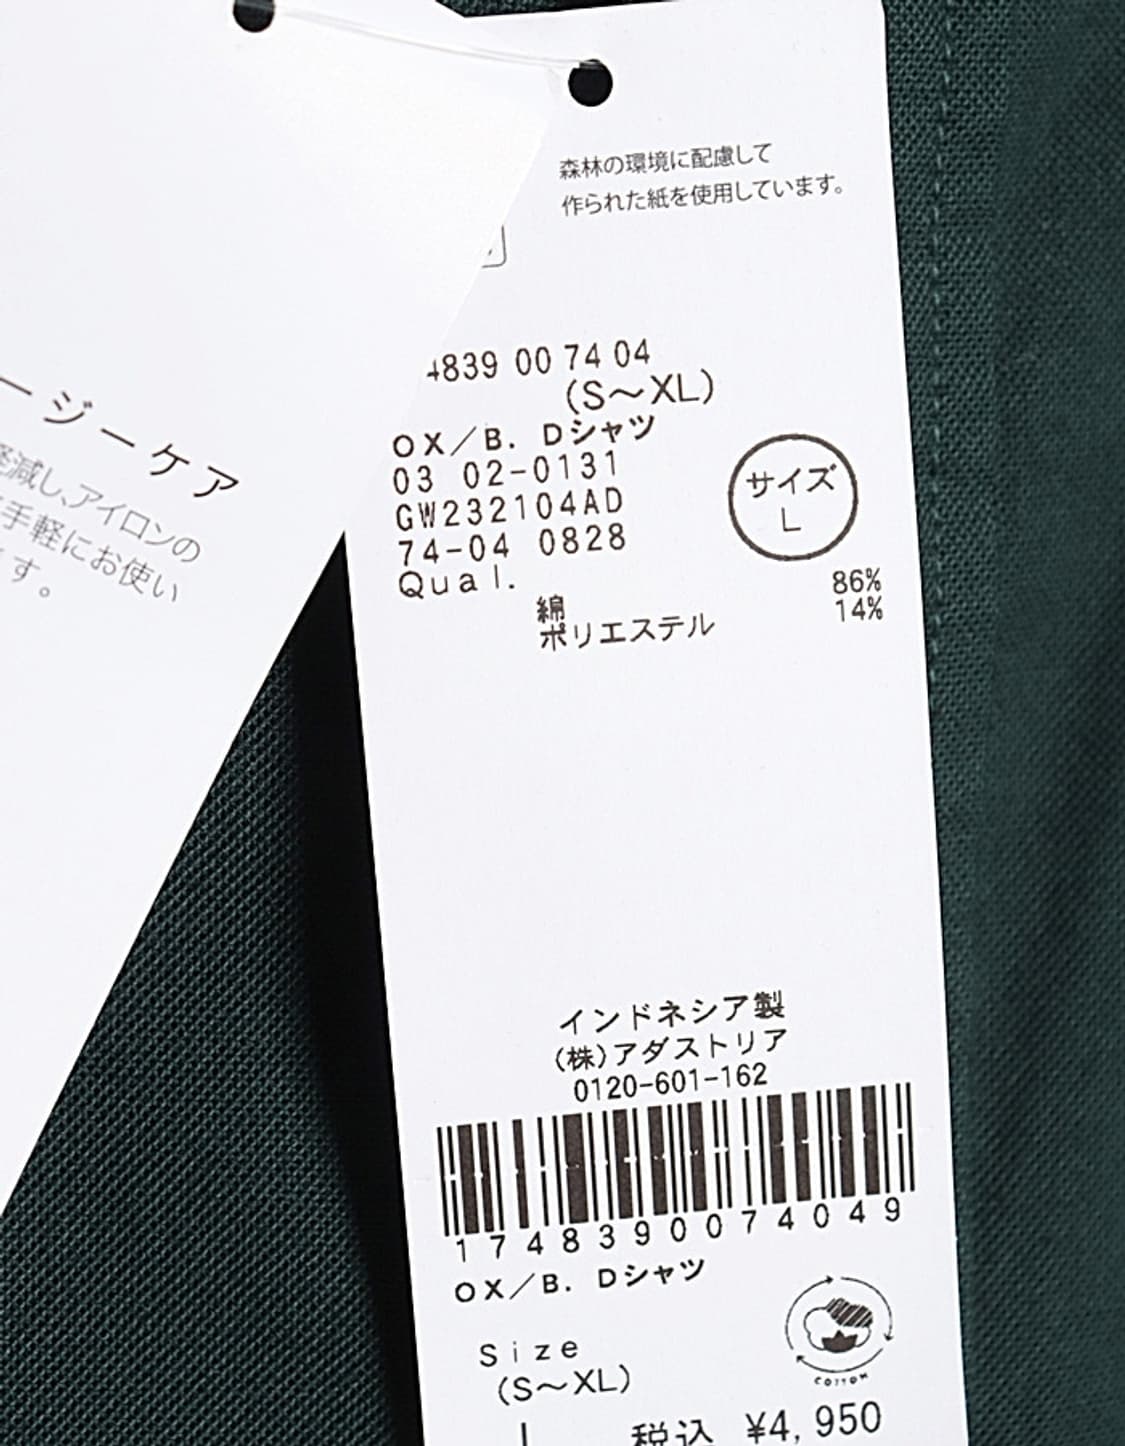 森林の環境に配慮して
作られた紙を使用しています。
4839 00 74 04
(S〜XL)
OX/B. Dシャツ
03 02-0131
GW232104AD
74-04 0828
Qual.
サイズ
L
綿 86%
ポリエステル 14%
インドネシア製
(株)アダストリア
0120-601-162
1748390074049
OX/B. Dシャツ
Size
(S〜XL)
L 税込 ¥4,950
COTTON
ージーケア
軽減し、アイロンの
手軽にお使い
す。